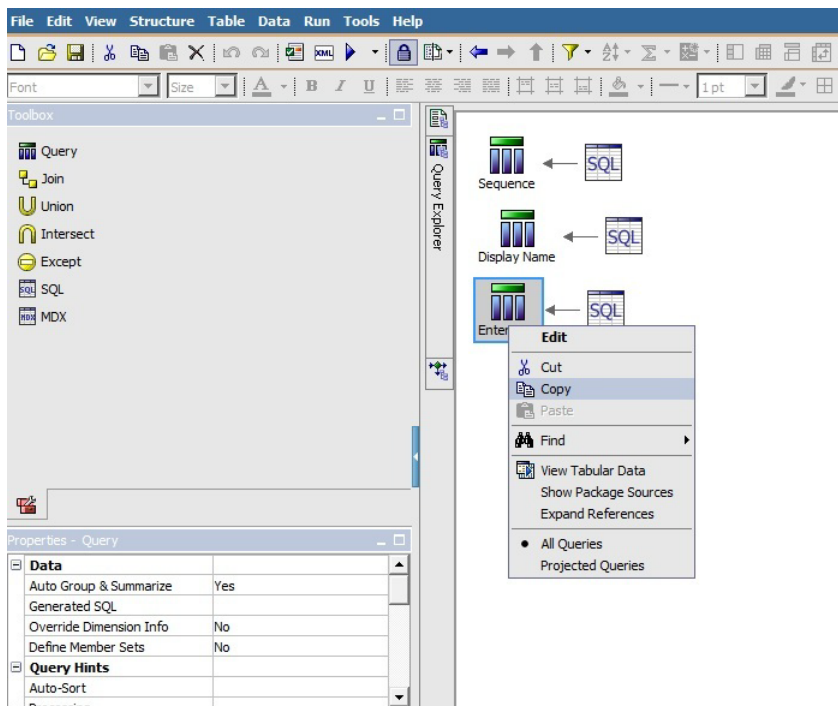 File Edit View Structure Table Data Run Tools Help
XML
Font Size A B I U 1 pt
Toolbox
Query
Join
Union
Intersect
Except
SQL SQL
MDX MDX
Query Explorer
SQL
Sequence
SQL
Display Name
SQL
Enter
Edit
Cut
Copy
Paste
Find
View Tabular Data
Show Package Sources
Expand References
All Queries
Projected Queries
Properties - Query
Data
Auto Group & Summarize Yes
Generated SQL
Override Dimension Info No
Define Member Sets No
Query Hints
Auto-Sort